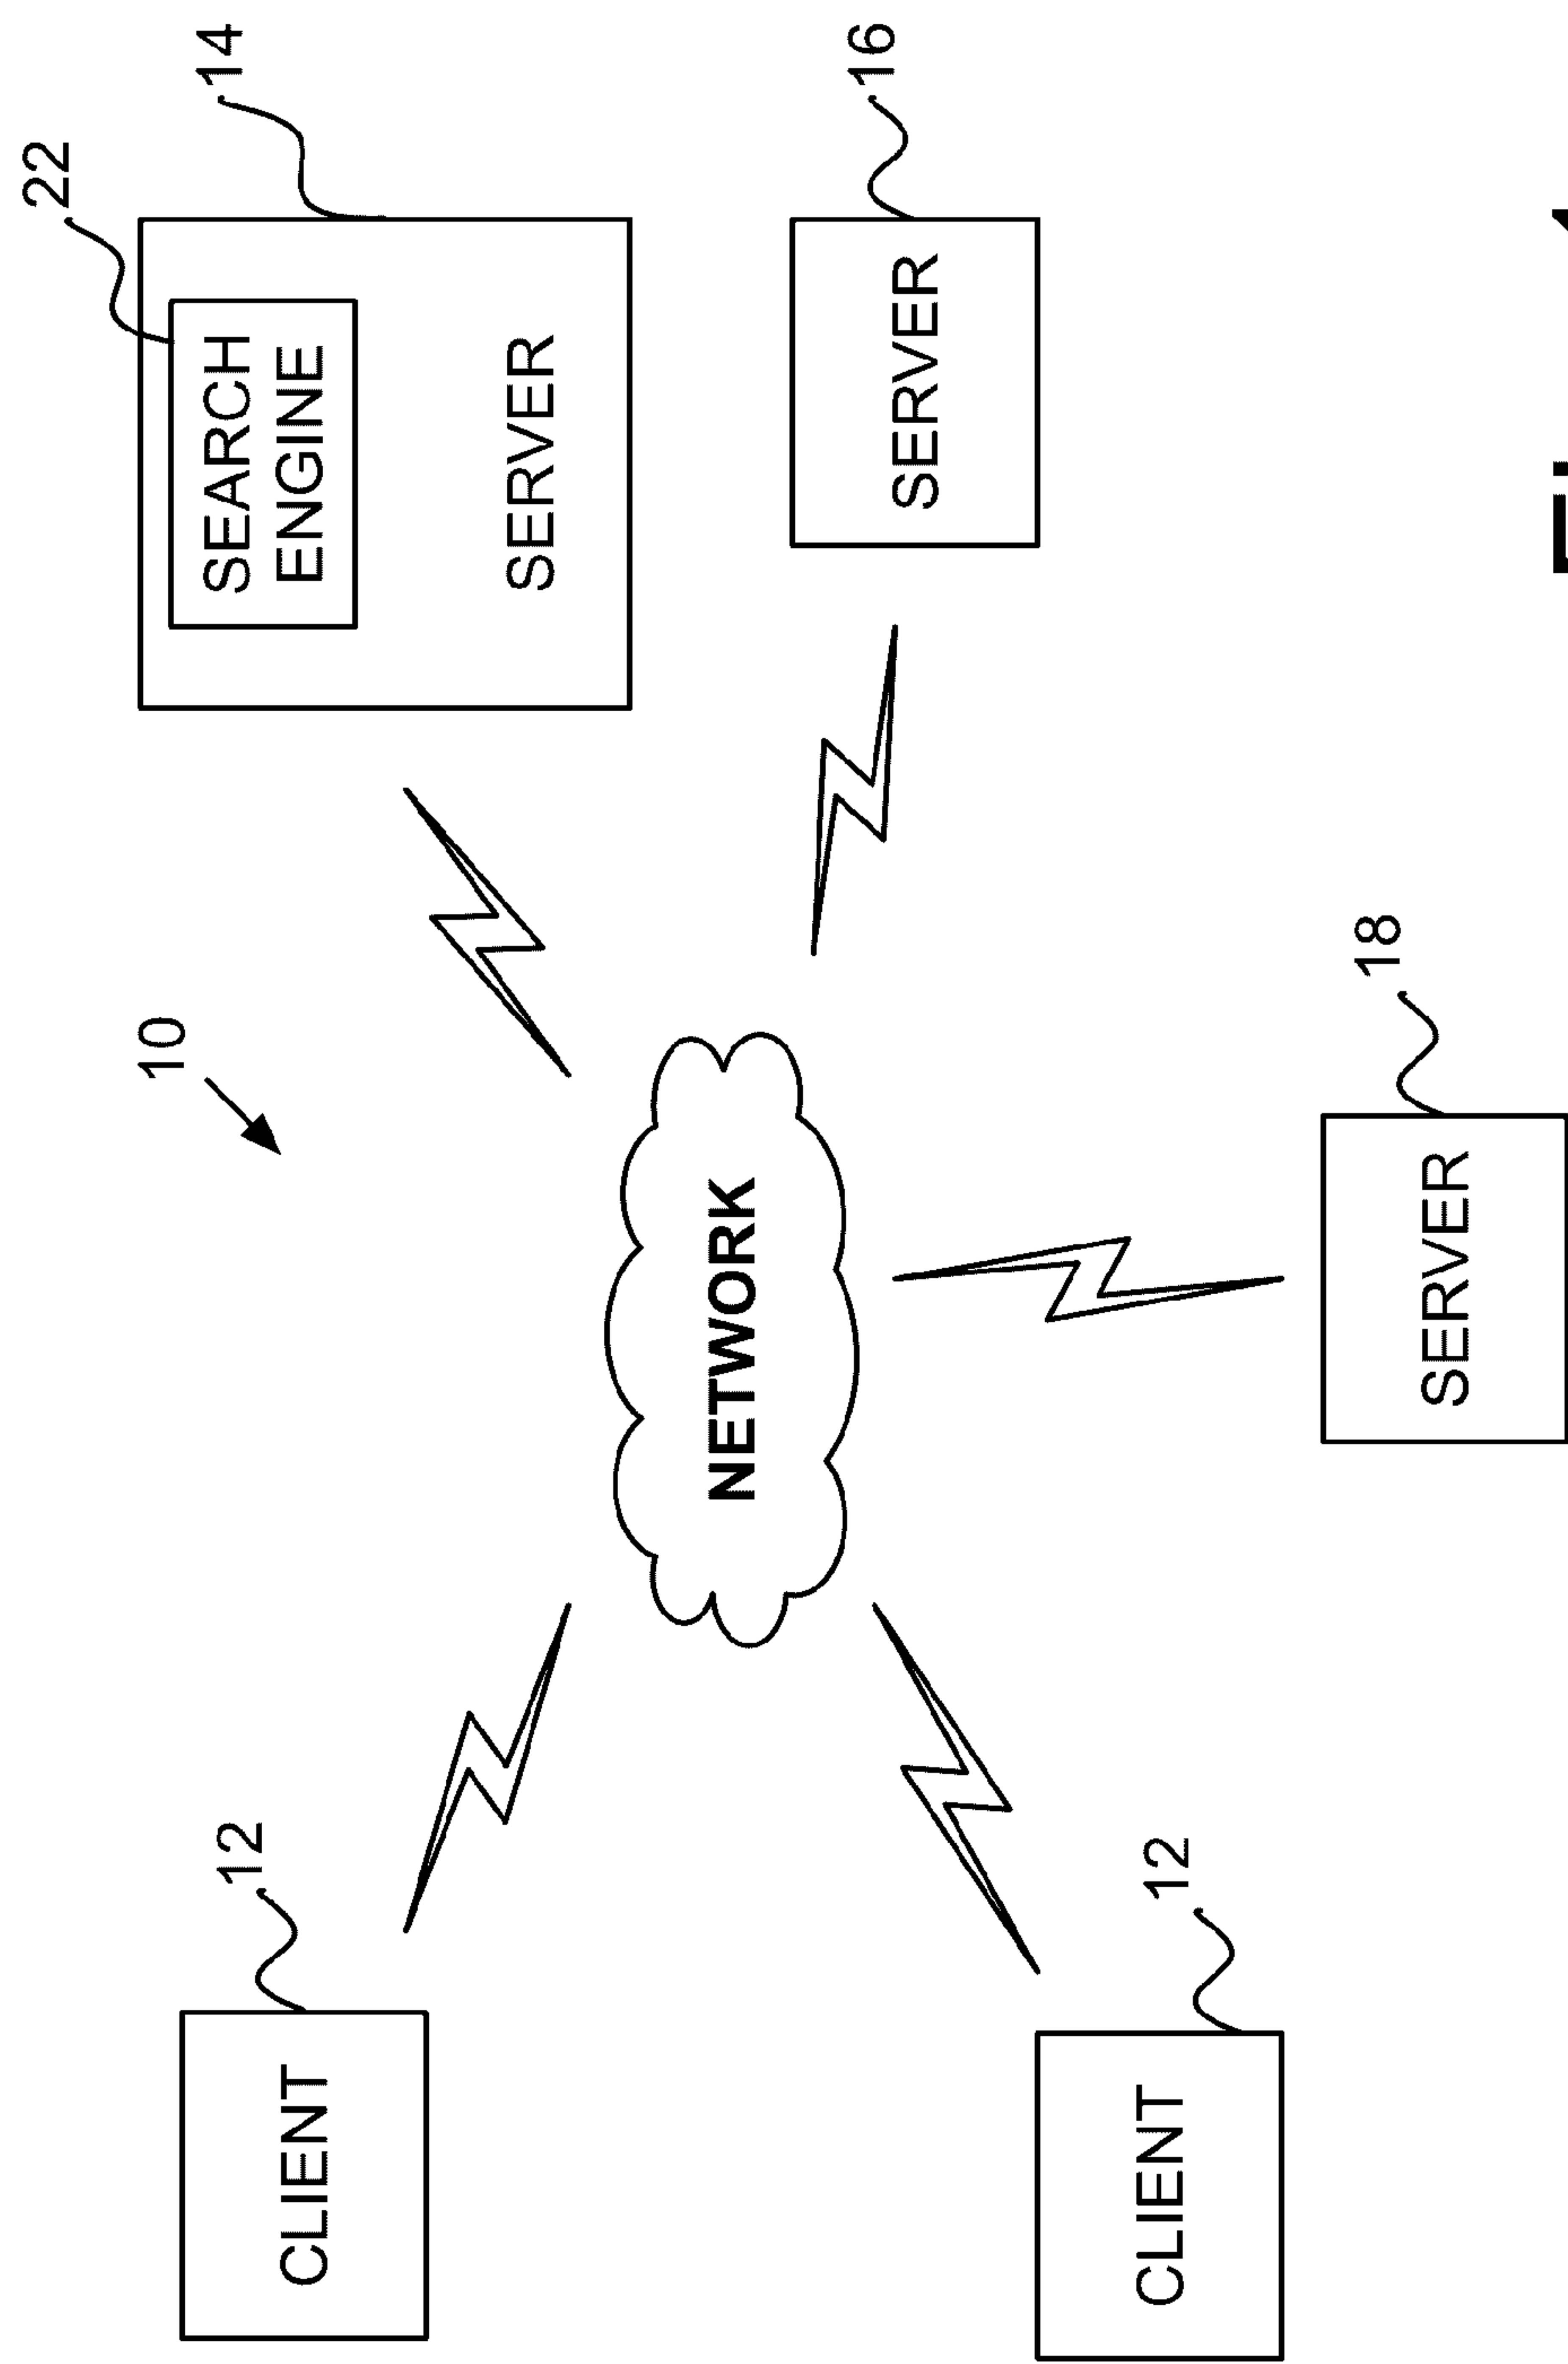 22
10
14
12
SEARCH
ENGINE
CLIENT
SERVER
NETWORK
16
SERVER
12
CLIENT
18
SERVER